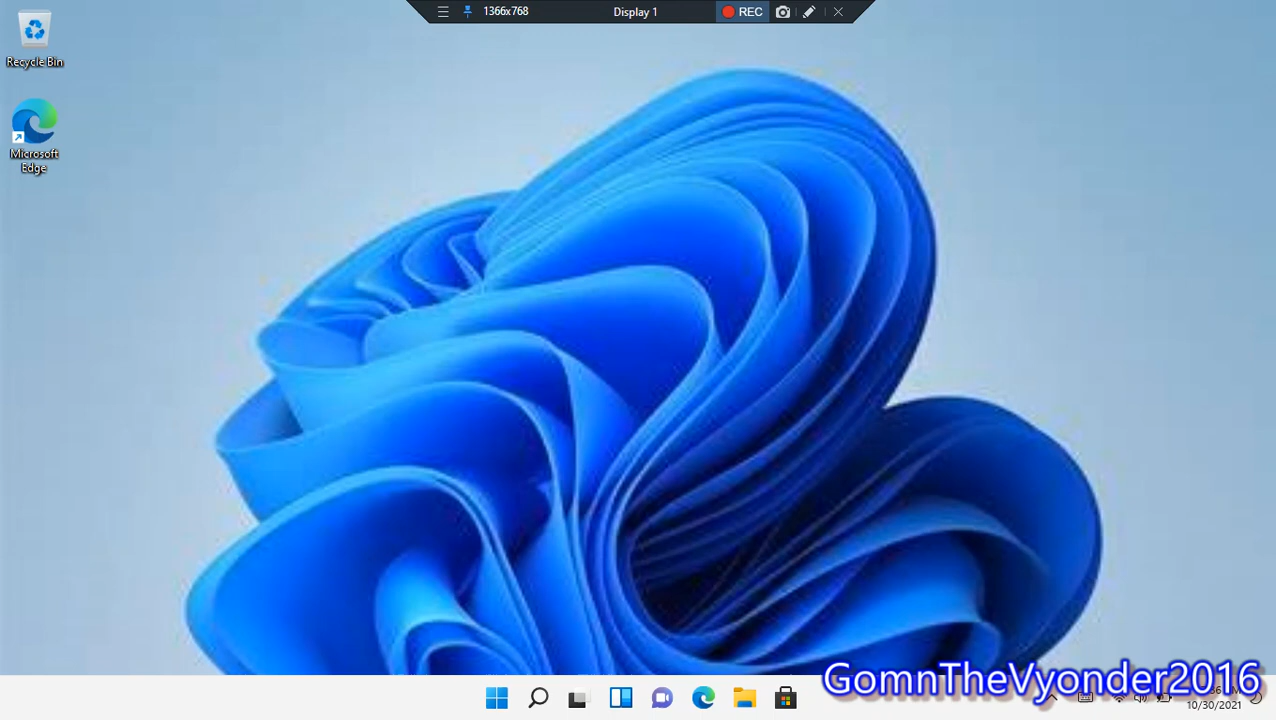 1366x768 Display 1 REC
Recycle Bin
Microsoft
Edge
GomnTheVyonder2016
10/30/2021